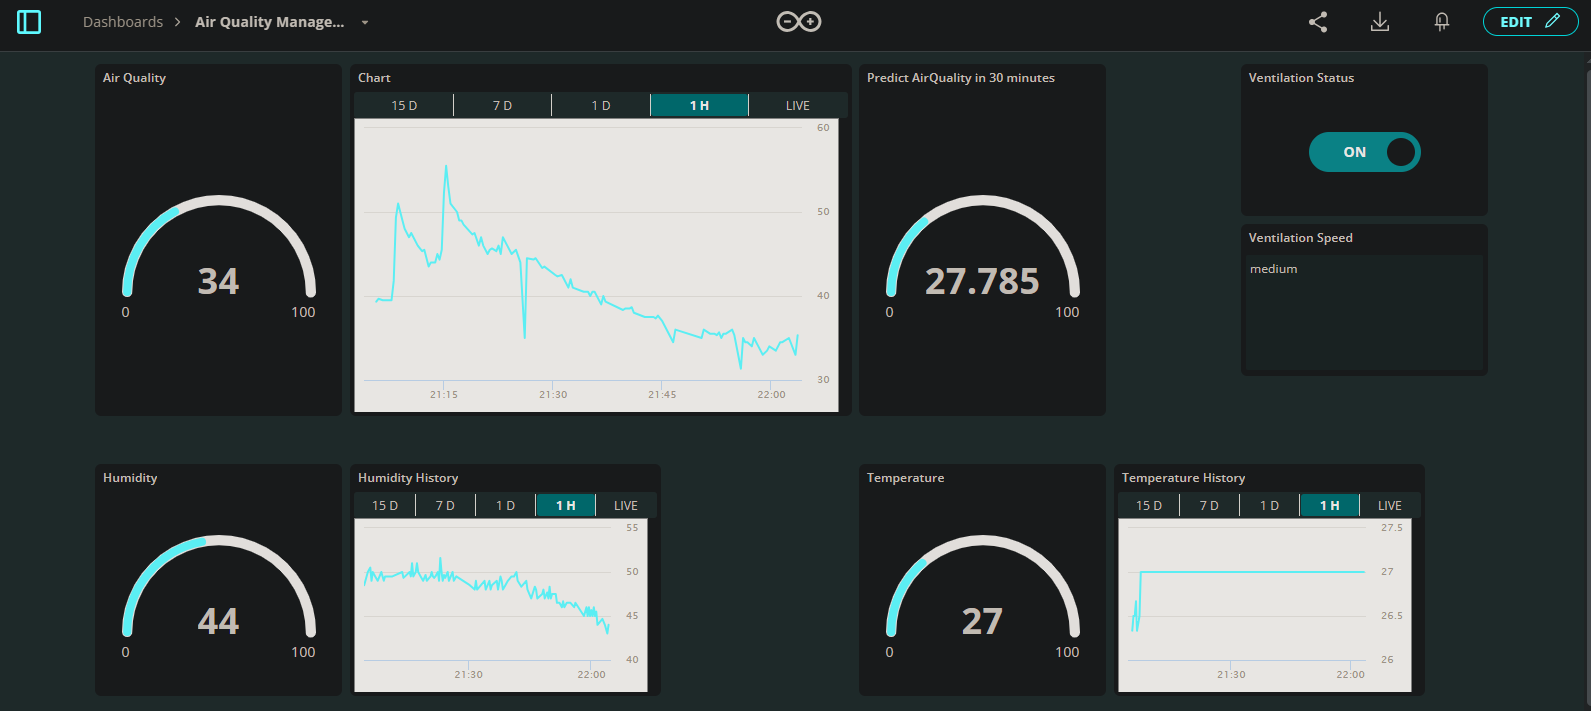 Dashboards > Air Quality Manage...
EDIT
Air Quality
34
0 100
Chart
15 D 7 D 1 D 1 H LIVE
60
50
40
30
21:15 21:30 21:45 22:00
Predict AirQuality in 30 minutes
27.785
0 100
Ventilation Status
ON
Ventilation Speed
medium
Humidity
44
0 100
Humidity History
15 D 7 D 1 D 1 H LIVE
55
50
45
40
21:30 22:00
Temperature
27
0 100
Temperature History
15 D 7 D 1 D 1 H LIVE
27.5
27
26.5
26
21:30 22:00